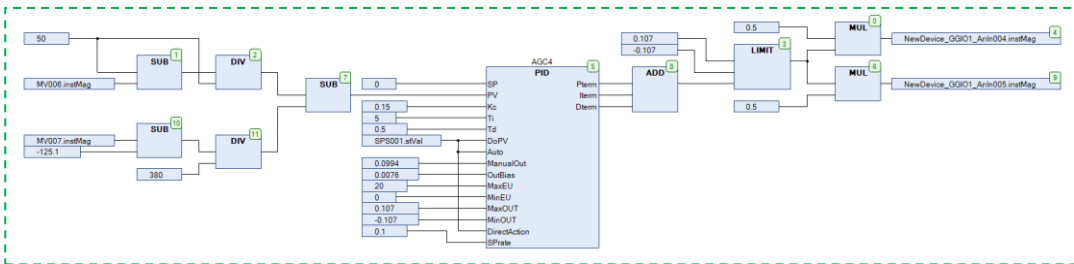 50
SUB 1
DIV 2
MV006.instMag
SUB 7
MV007.instMag
-125.1
SUB 10
DIV 11
380
AGC4
PID 5
0 SP Pterm
PV Iterm
0.15 Kc Dterm
5 Ti
0.5 Td
SPS001.stVal DoPV
Auto
0.0994 ManualOut
0.0076 OutBias
20 MaxEU
0 MinEU
0.107 MaxOUT
-0.107 MinOUT
0.1 DirectAction
SPrate
ADD 8
0.107
-0.107
LIMIT 3
0.5
MUL 0
NewDevice_GGIO1_AnIn004.instMag 4
MUL 6
NewDevice_GGIO1_AnIn005.instMag 9
0.5